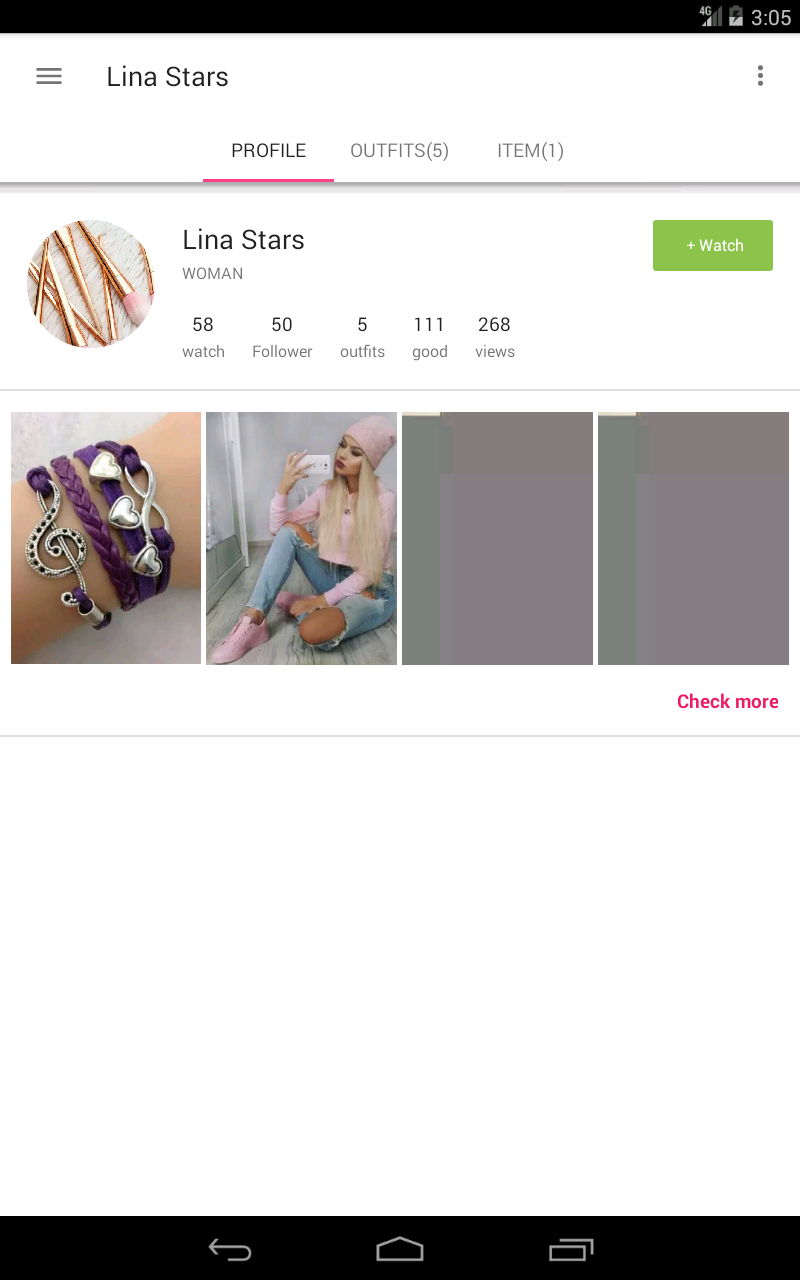 4G 3:05
Lina Stars
PROFILE OUTFITS(5) ITEM(1)
Lina Stars
+ Watch
WOMAN
58 50 5 111 268
watch Follower outfits good views
Check more